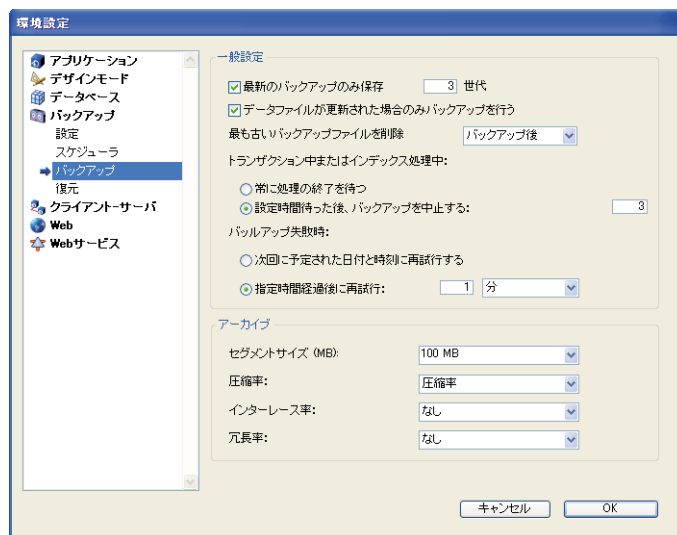 環境設定
アプリケーション
デザインモード
データベース
バックアップ
設定
スケジューラ
バックアップ
復元
クライアント-サーバ
Web
Webサービス
一般設定
最新のバックアップのみ保存 3 世代
データファイルが更新された場合のみバックアップを行う
最も古いバックアップファイルを削除 バックアップ後
トランザクション中またはインデックス処理中:
常に処理の終了を待つ
設定時間待った後、バックアップを中止する: 3
バッルアップ失敗時:
次回に予定された日付と時刻に再試行する
指定時間経過後に再試行: 1 分
アーカイブ
セグメントサイズ (MB): 100 MB
圧縮率: 圧縮率
インターレース率: なし
冗長率: なし
キャンセル OK